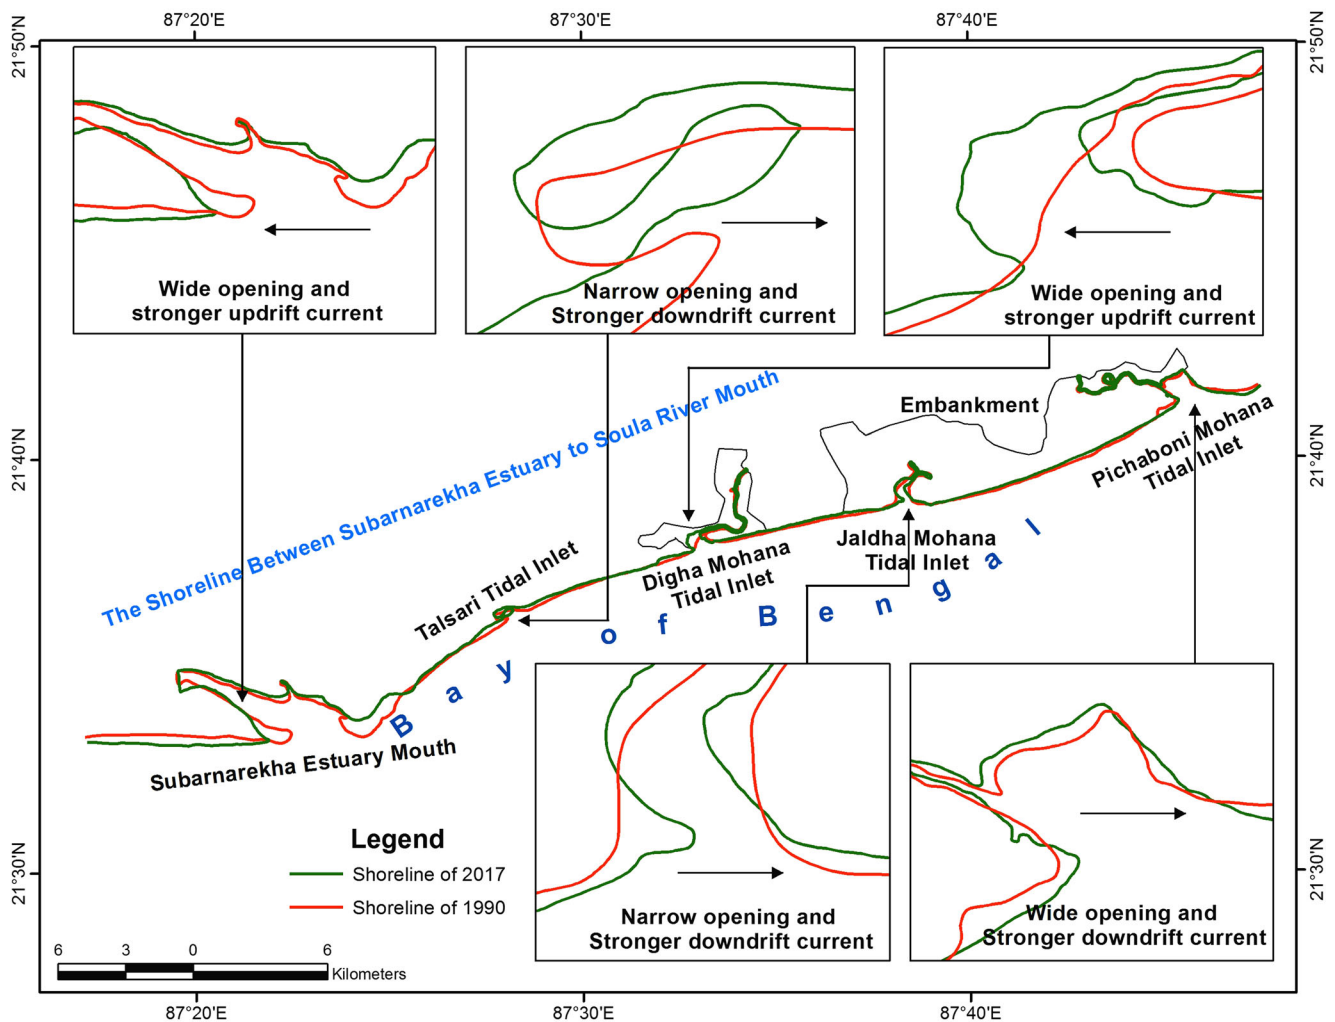 87°20'E
87°30'E
87°40'E
21°50'N
21°50'N
Wide opening and
stronger updrift current
Narrow opening and
Stronger downdrift current
Wide opening and
stronger updrift current
The Shoreline Between Subarnarekha Estuary to Soula River Mouth
Embankment
21°40'N
21°40'N
Pichaboni Mohana
Tidal Inlet
Jaldha Mohana
Tidal Inlet
Digha Mohana
Tidal Inlet
Talsari Tidal Inlet
Bay of Bengal
Subarnarekha Estuary Mouth
Legend
Shoreline of 2017
Shoreline of 1990
21°30'N
21°30'N
Narrow opening and
Stronger downdrift current
Wide opening and
Stronger downdrift current
6 3 0 6
Kilometers
87°20'E
87°30'E
87°40'E